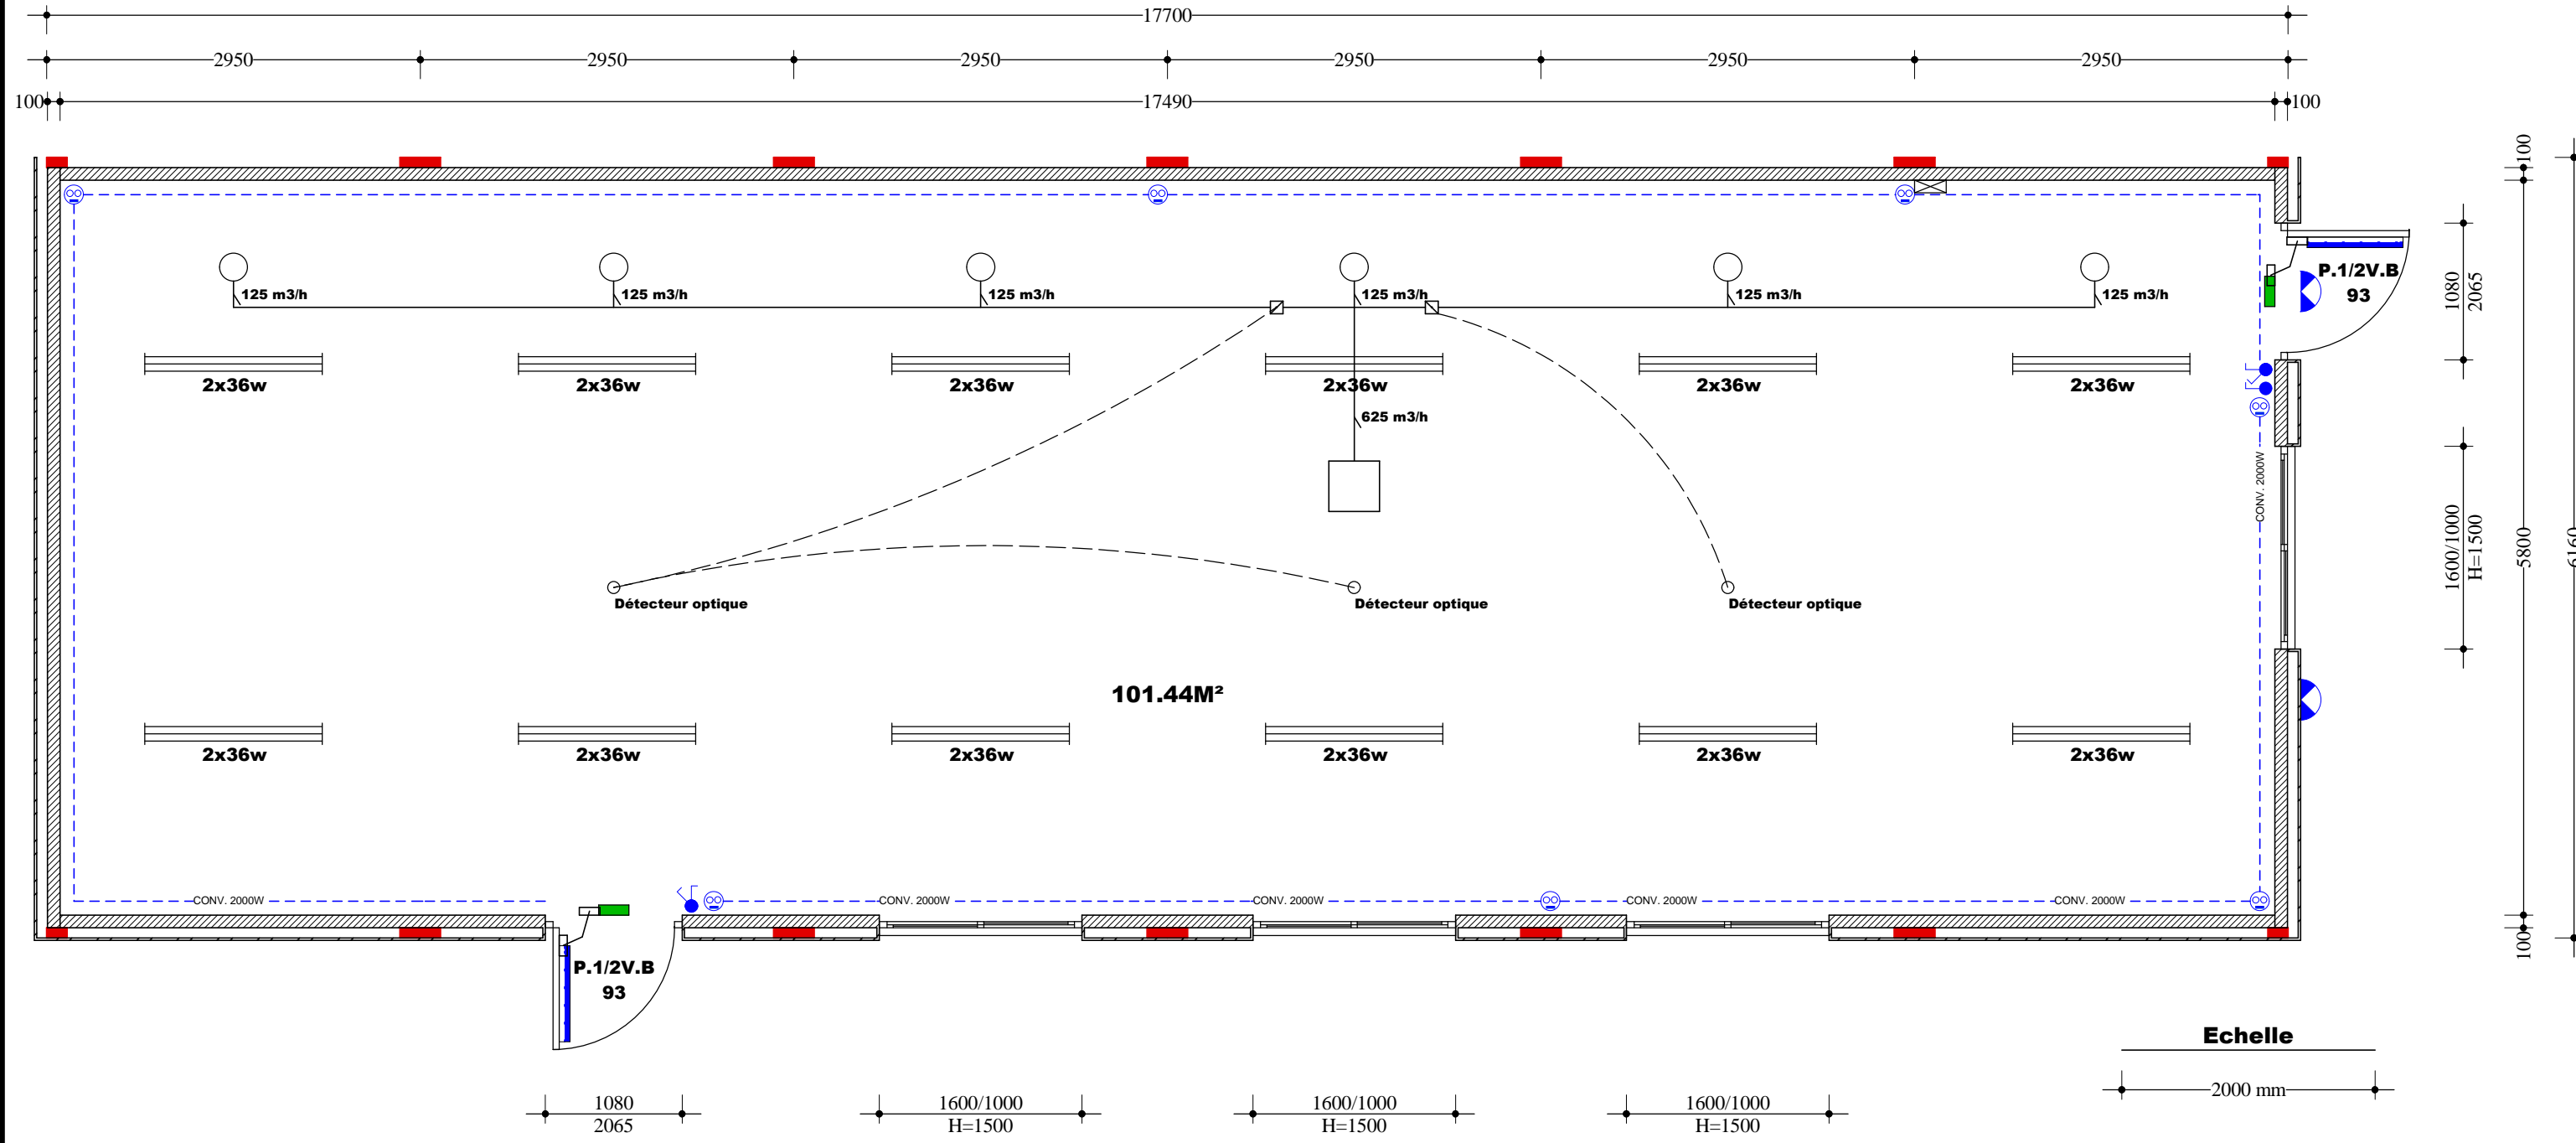 17700
2950 2950 2950 2950 2950 2950
100 17490 100
100
125 m3/h 125 m3/h 125 m3/h 125 m3/h 125 m3/h 125 m3/h
P.1/2V.B
93
1080
2065
2x36w 2x36w 2x36w 2x36w 2x36w 2x36w
625 m3/h
CONV. 2000W
1600/1000
H=1500
5800
6160
Détecteur optique Détecteur optique Détecteur optique
101.44M²
2x36w 2x36w 2x36w 2x36w 2x36w 2x36w
CONV. 2000W CONV. 2000W CONV. 2000W CONV. 2000W CONV. 2000W
100
P.1/2V.B
93
Echelle
2000 mm
1080 1600/1000 1600/1000 1600/1000
2065 H=1500 H=1500 H=1500